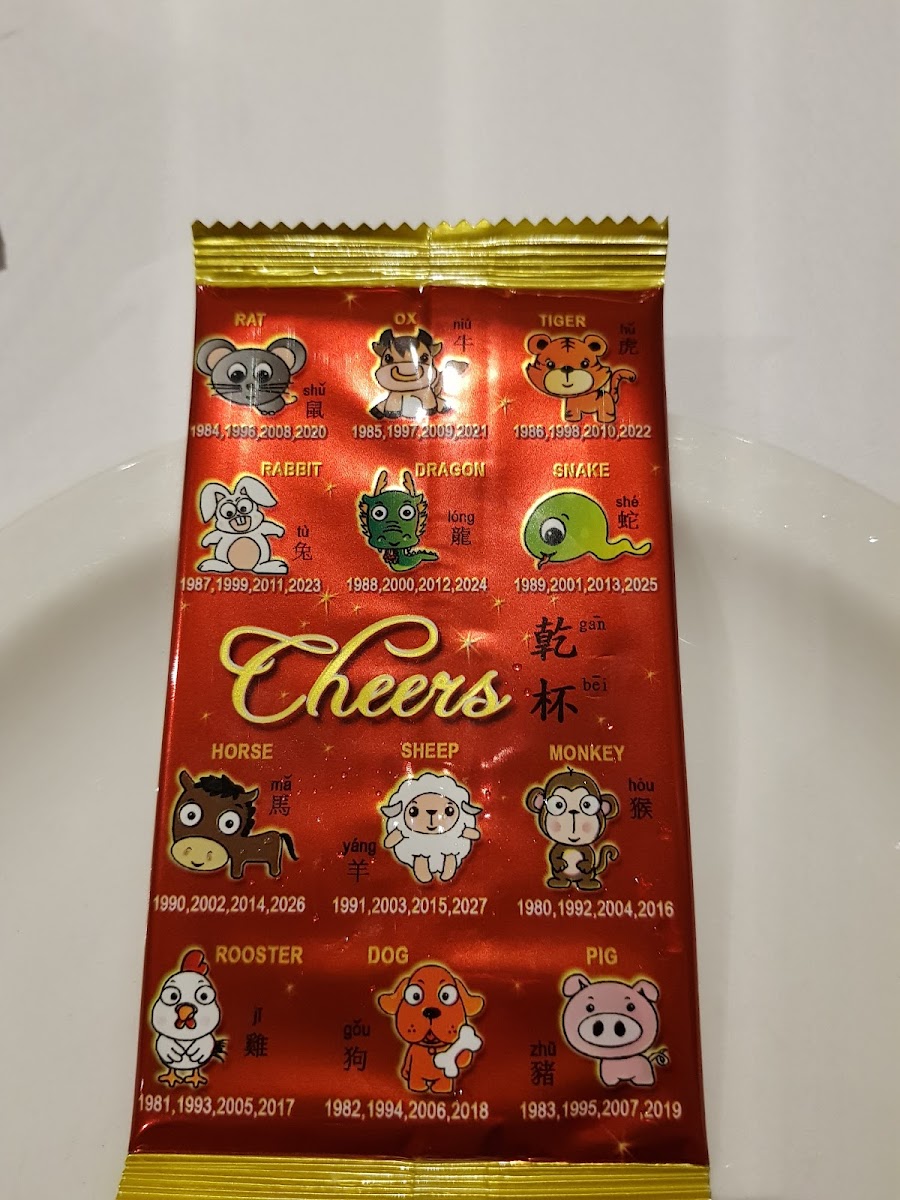 RAT
shǔ
鼠
1984,1996,2008,2020
OX
niú
牛
1985,1997,2009,2021
TIGER
hǔ
虎
1986,1998,2010,2022
RABBIT
tù
兔
1987,1999,2011,2023
DRAGON
lóng
龍
1988,2000,2012,2024
SNAKE
shé
蛇
1989,2001,2013,2025
Cheers
乾 gān
杯 bēi
HORSE
mǎ
馬
1990,2002,2014,2026
SHEEP
yáng
羊
1991,2003,2015,2027
MONKEY
hóu
猴
1980,1992,2004,2016
ROOSTER
jī
雞
1981,1993,2005,2017
DOG
gǒu
狗
1982,1994,2006,2018
PIG
zhū
豬
1983,1995,2007,2019